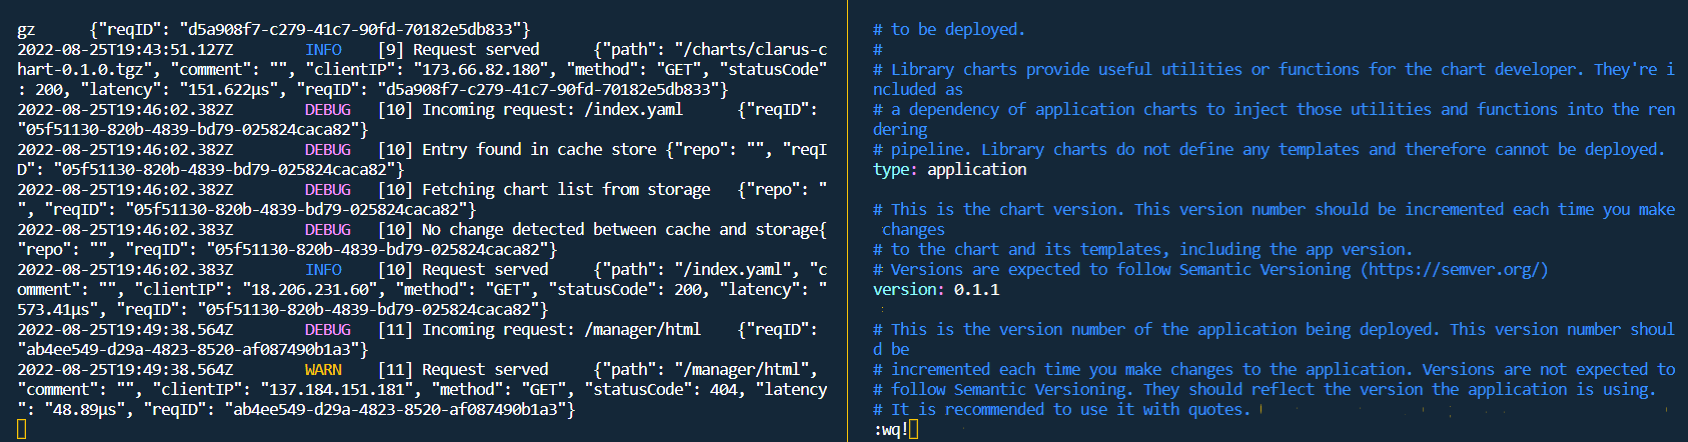 gz      {"reqID": "d5a908f7-c279-41c7-90fd-70182e5db833"}
2022-08-25T19:43:51.127Z        INFO    [9] Request served      {"path": "/charts/clarus-c
hart-0.1.0.tgz", "comment": "", "clientIP": "173.66.82.180", "method": "GET", "statusCode"
: 200, "latency": "151.622µs", "reqID": "d5a908f7-c279-41c7-90fd-70182e5db833"}
2022-08-25T19:46:02.382Z        DEBUG   [10] Incoming request: /index.yaml      {"reqID":
"05f51130-820b-4839-bd79-025824caca82"}
2022-08-25T19:46:02.382Z        DEBUG   [10] Entry found in cache store {"repo": "", "reqI
D": "05f51130-820b-4839-bd79-025824caca82"}
2022-08-25T19:46:02.382Z        DEBUG   [10] Fetching chart list from storage   {"repo": "
", "reqID": "05f51130-820b-4839-bd79-025824caca82"}
2022-08-25T19:46:02.383Z        DEBUG   [10] No change detected between cache and storage{
"repo": "", "reqID": "05f51130-820b-4839-bd79-025824caca82"}
2022-08-25T19:46:02.383Z        INFO    [10] Request served     {"path": "/index.yaml", "c
omment": "", "clientIP": "18.206.231.60", "method": "GET", "statusCode": 200, "latency": "
573.41µs", "reqID": "05f51130-820b-4839-bd79-025824caca82"}
2022-08-25T19:49:38.564Z        DEBUG   [11] Incoming request: /manager/html    {"reqID":
"ab4ee549-d29a-4823-8520-af087490b1a3"}
2022-08-25T19:49:38.564Z        WARN    [11] Request served     {"path": "/manager/html",
"comment": "", "clientIP": "137.184.151.181", "method": "GET", "statusCode": 404, "latency
": "48.89µs", "reqID": "ab4ee549-d29a-4823-8520-af087490b1a3"}
# to be deployed.
#
# Library charts provide useful utilities or functions for the chart developer. They're i
ncluded as
# a dependency of application charts to inject those utilities and functions into the ren
dering
# pipeline. Library charts do not define any templates and therefore cannot be deployed.
type: application
# This is the chart version. This version number should be incremented each time you make
 changes
# to the chart and its templates, including the app version.
# Versions are expected to follow Semantic Versioning (https://semver.org/)
version: 0.1.1
# This is the version number of the application being deployed. This version number shoul
d be
# incremented each time you make changes to the application. Versions are not expected to
# follow Semantic Versioning. They should reflect the version the application is using.
# It is recommended to use it with quotes.
:wq!